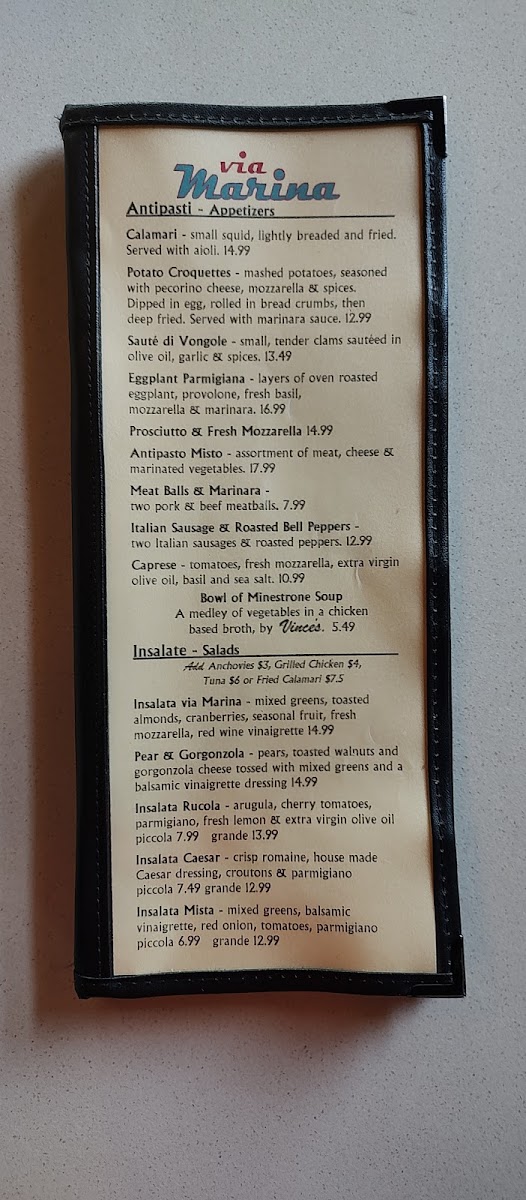 via
Marina
Antipasti - Appetizers
Calamari - small squid, lightly breaded and fried.
Served with aioli. 14.99
Potato Croquettes - mashed potatoes, seasoned
with pecorino cheese, mozzarella & spices.
Dipped in egg, rolled in bread crumbs, then
deep fried. Served with marinara sauce. 12.99
Sauté di Vongole - small, tender clams sautéed in
olive oil, garlic & spices. 13.49
Eggplant Parmigiana - layers of oven roasted
eggplant, provolone, fresh basil,
mozzarella & marinara. 16.99
Prosciutto & Fresh Mozzarella 14.99
Antipasto Misto - assortment of meat, cheese &
marinated vegetables. 17.99
Meat Balls & Marinara -
two pork & beef meatballs. 7.99
Italian Sausage & Roasted Bell Peppers -
two Italian sausages & roasted peppers. 12.99
Caprese - tomatoes, fresh mozzarella, extra virgin
olive oil, basil and sea salt. 10.99
Bowl of Minestrone Soup
A medley of vegetables in a chicken
based broth, by Vince's. 5.49
Insalate - Salads
Add Anchovies $3, Grilled Chicken $4,
Tuna $6 or Fried Calamari $7.5
Insalata via Marina - mixed greens, toasted
almonds, cranberries, seasonal fruit, fresh
mozzarella, red wine vinaigrette 14.99
Pear & Gorgonzola - pears, toasted walnuts and
gorgonzola cheese tossed with mixed greens and a
balsamic vinaigrette dressing 14.99
Insalata Rucola - arugula, cherry tomatoes,
parmigiano, fresh lemon & extra virgin olive oil
piccola 7.99 grande 13.99
Insalata Caesar - crisp romaine, house made
Caesar dressing, croutons & parmigiano
piccola 7.49 grande 12.99
Insalata Mista - mixed greens, balsamic
vinaigrette, red onion, tomatoes, parmigiano
piccola 6.99 grande 12.99